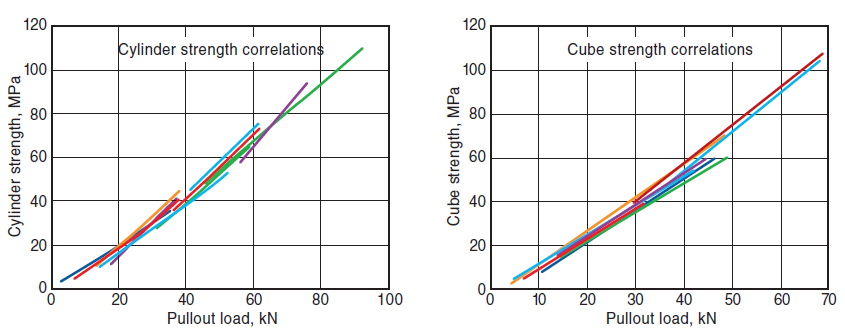 Cylinder strength correlations
Cylinder strength, MPa
120
100
80
60
40
20
0
0 20 40 60 80 100
Pullout load, kN
Cube strength correlations
Cube strength, MPa
120
100
80
60
40
20
0
0 10 20 30 40 50 60 70
Pullout load, kN